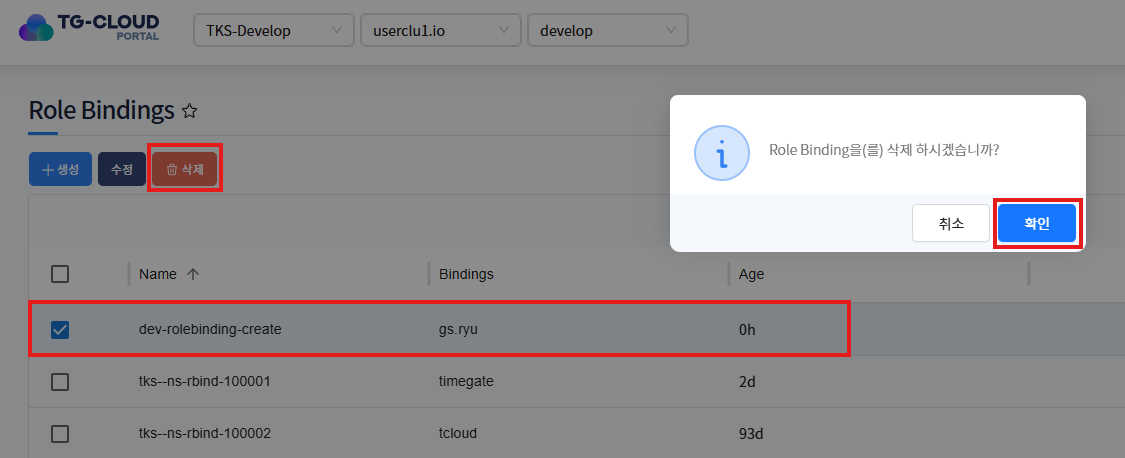 TG-CLOUD
PORTAL
TKS-Develop
userclu1.io
develop
Role Bindings
생성
수정
삭제
Role Binding을(를) 삭제 하시겠습니까?
취소
확인
Name Bindings Age
dev-rolebinding-create gs.ryu 0h
tks--ns-rbind-100001 timegate 2d
tks--ns-rbind-100002 tcloud 93d